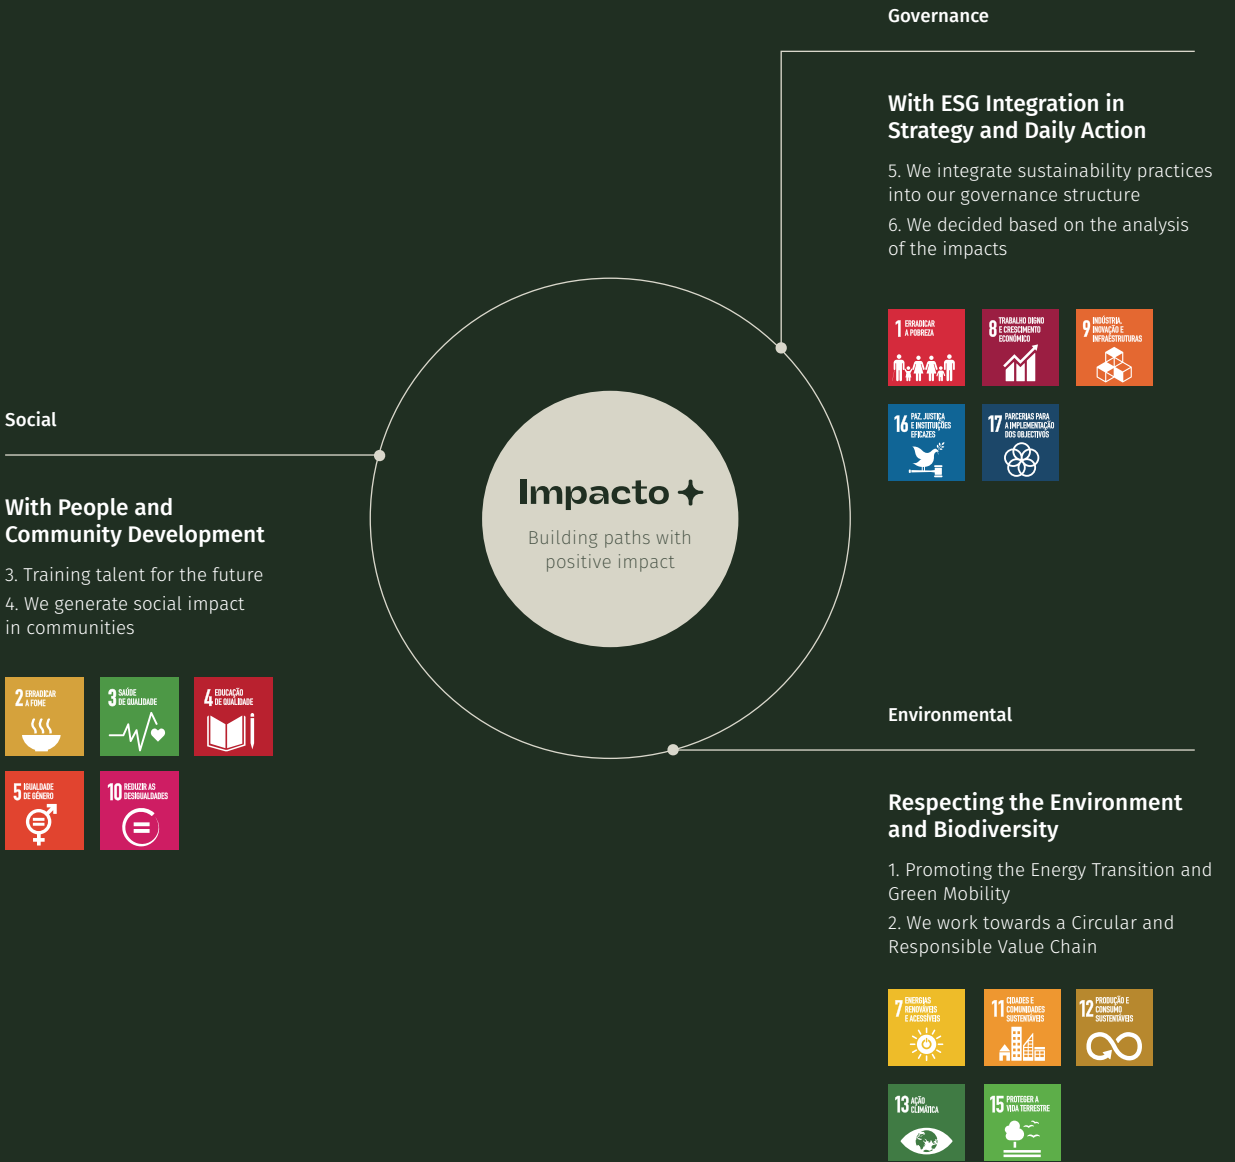 Governance
With ESG Integration in
Strategy and Daily Action
5. We integrate sustainability practices
into our governance structure
6. We decided based on the analysis
of the impacts
1 ERRADICAR
A POBREZA
8 TRABALHO DIGNO
E CRESCIMENTO
ECONÓMICO
9 INDÚSTRIA,
INOVAÇÃO E
INFRAESTRUTURAS
16 PAZ, JUSTIÇA
E INSTITUIÇÕES
EFICAZES
17 PARCERIAS PARA
A IMPLEMENTAÇÃO
DOS OBJECTIVOS
Social
With People and
Community Development
3. Training talent for the future
4. We generate social impact
in communities
2 ERRADICAR
A FOME
3 SAÚDE
DE QUALIDADE
4 EDUCAÇÃO
DE QUALIDADE
5 IGUALDADE
DE GÉNERO
10 REDUZIR AS
DESIGUALDADES
Impacto
Building paths with
positive impact
Environmental
Respecting the Environment
and Biodiversity
1. Promoting the Energy Transition and
Green Mobility
2. We work towards a Circular and
Responsible Value Chain
7 ENERGIAS
RENOVÁVEIS
E ACESSÍVEIS
11 CIDADES E
COMUNIDADES
SUSTENTÁVEIS
12 PRODUÇÃO E
CONSUMO
SUSTENTÁVEIS
13 AÇÃO
CLIMÁTICA
15 PROTEGER A
VIDA TERRESTRE